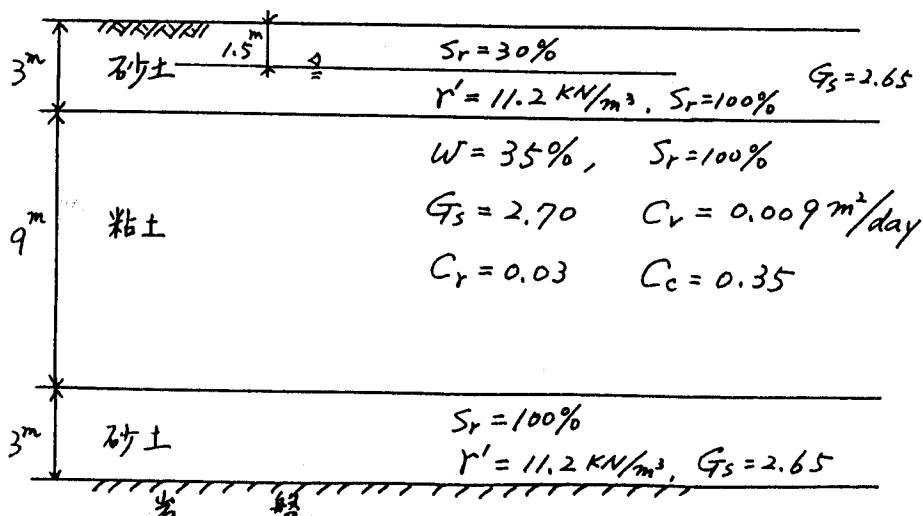 3m 砂土 1.5m Sr = 30%
γ' = 11.2 KN/m³, Sr = 100% Gs = 2.65
9m 粘土 W = 35%, Sr = 100%
Gs = 2.70 Cv = 0.009 m²/day
Cr = 0.03 Cc = 0.35
3m 砂土 Sr = 100%
γ' = 11.2 KN/m³, Gs = 2.65
岩 盤